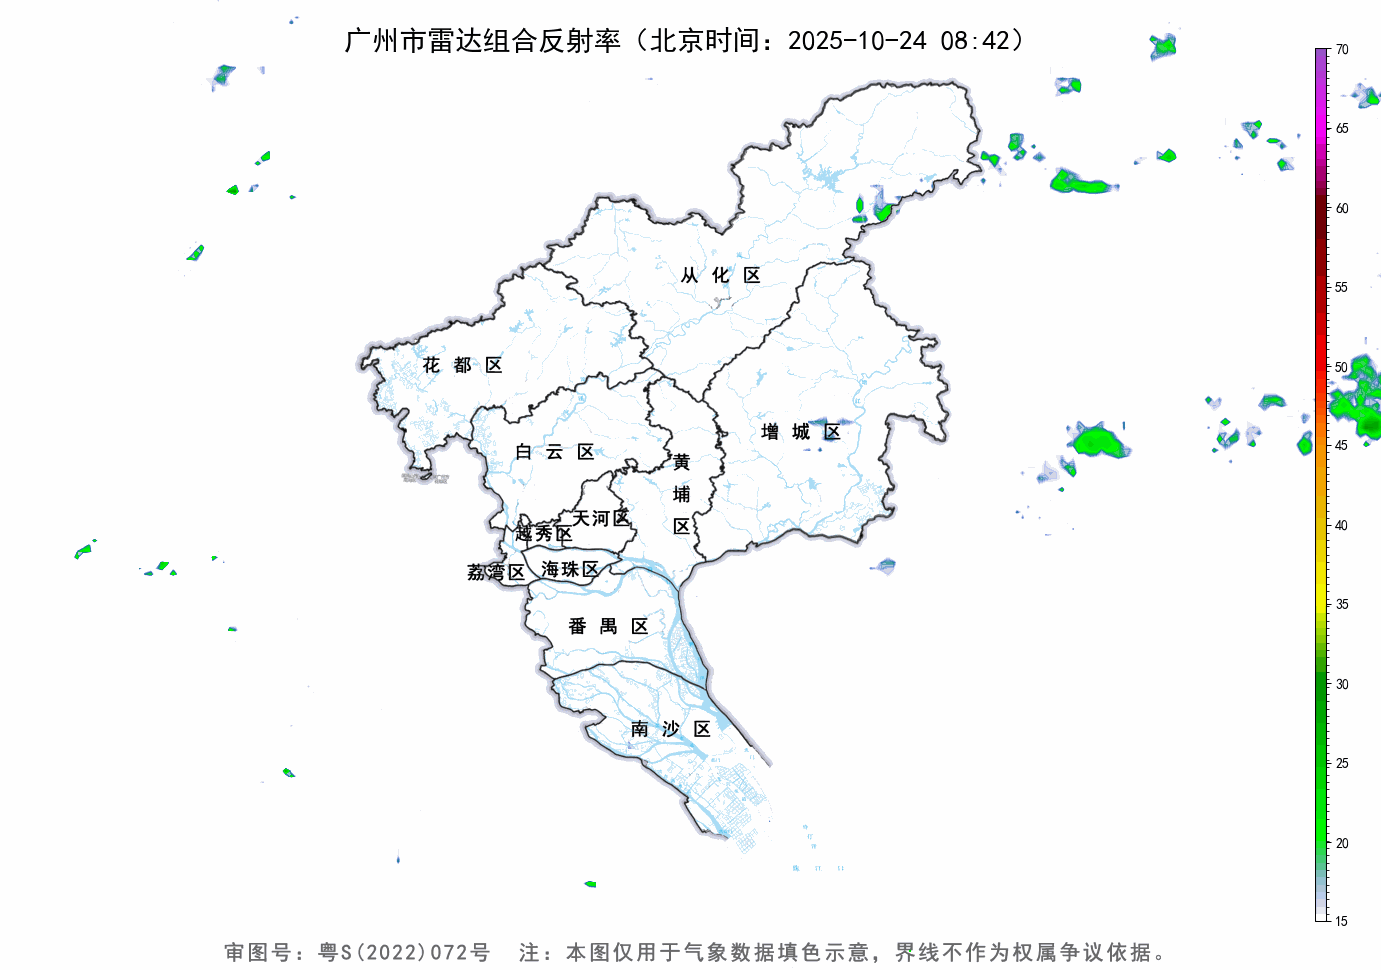 广州市雷达组合反射率（北京时间：2025-10-24 08:42）
70
65
60
55
50
45
40
35
30
25
20
15
从化区
花都区
增城区
白云区
黄埔区
天河区
越秀区
荔湾区
海珠区
番禺区
南沙区
审图号：粤S(2022)072号 注：本图仅用于气象数据填色示意，界线不作为权属争议依据。